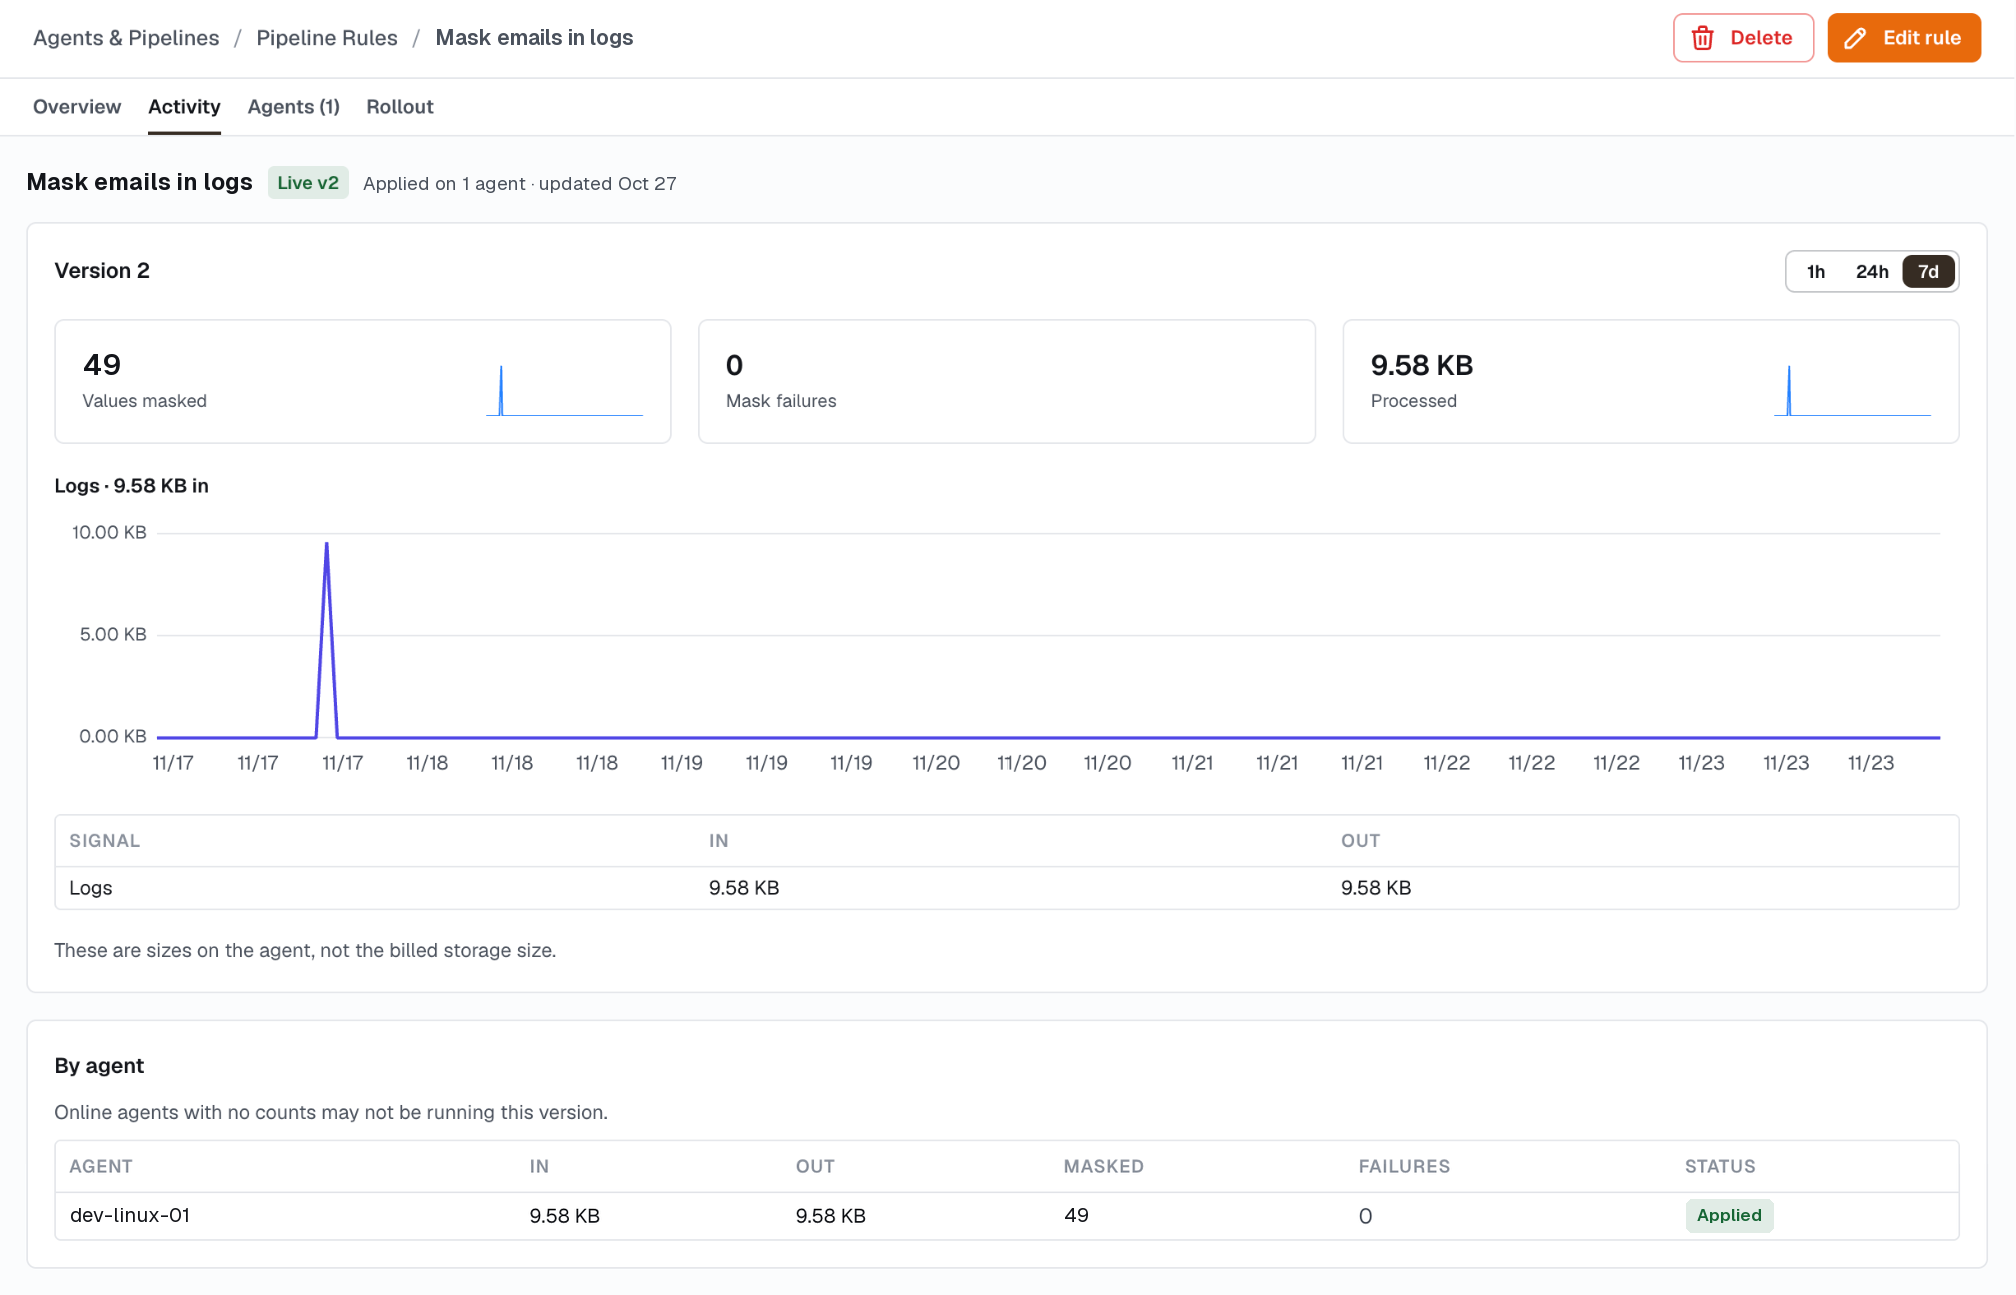 Agents & Pipelines / Pipeline Rules / Mask emails in logs
Delete
Edit rule
Overview
Activity
Agents (1)
Rollout
Mask emails in logs
Live v2
Applied on 1 agent · updated Oct 27
Version 2
1h
24h
7d
49
Values masked
0
Mask failures
9.58 KB
Processed
Logs · 9.58 KB in
10.00 KB
5.00 KB
0.00 KB
11/17 11/17 11/17 11/18 11/18 11/18 11/19 11/19 11/19 11/20 11/20 11/20 11/21 11/21 11/21 11/22 11/22 11/22 11/23 11/23 11/23
SIGNAL IN OUT
Logs 9.58 KB 9.58 KB
These are sizes on the agent, not the billed storage size.
By agent
Online agents with no counts may not be running this version.
AGENT IN OUT MASKED FAILURES STATUS
dev-linux-01 9.58 KB 9.58 KB 49 0 Applied